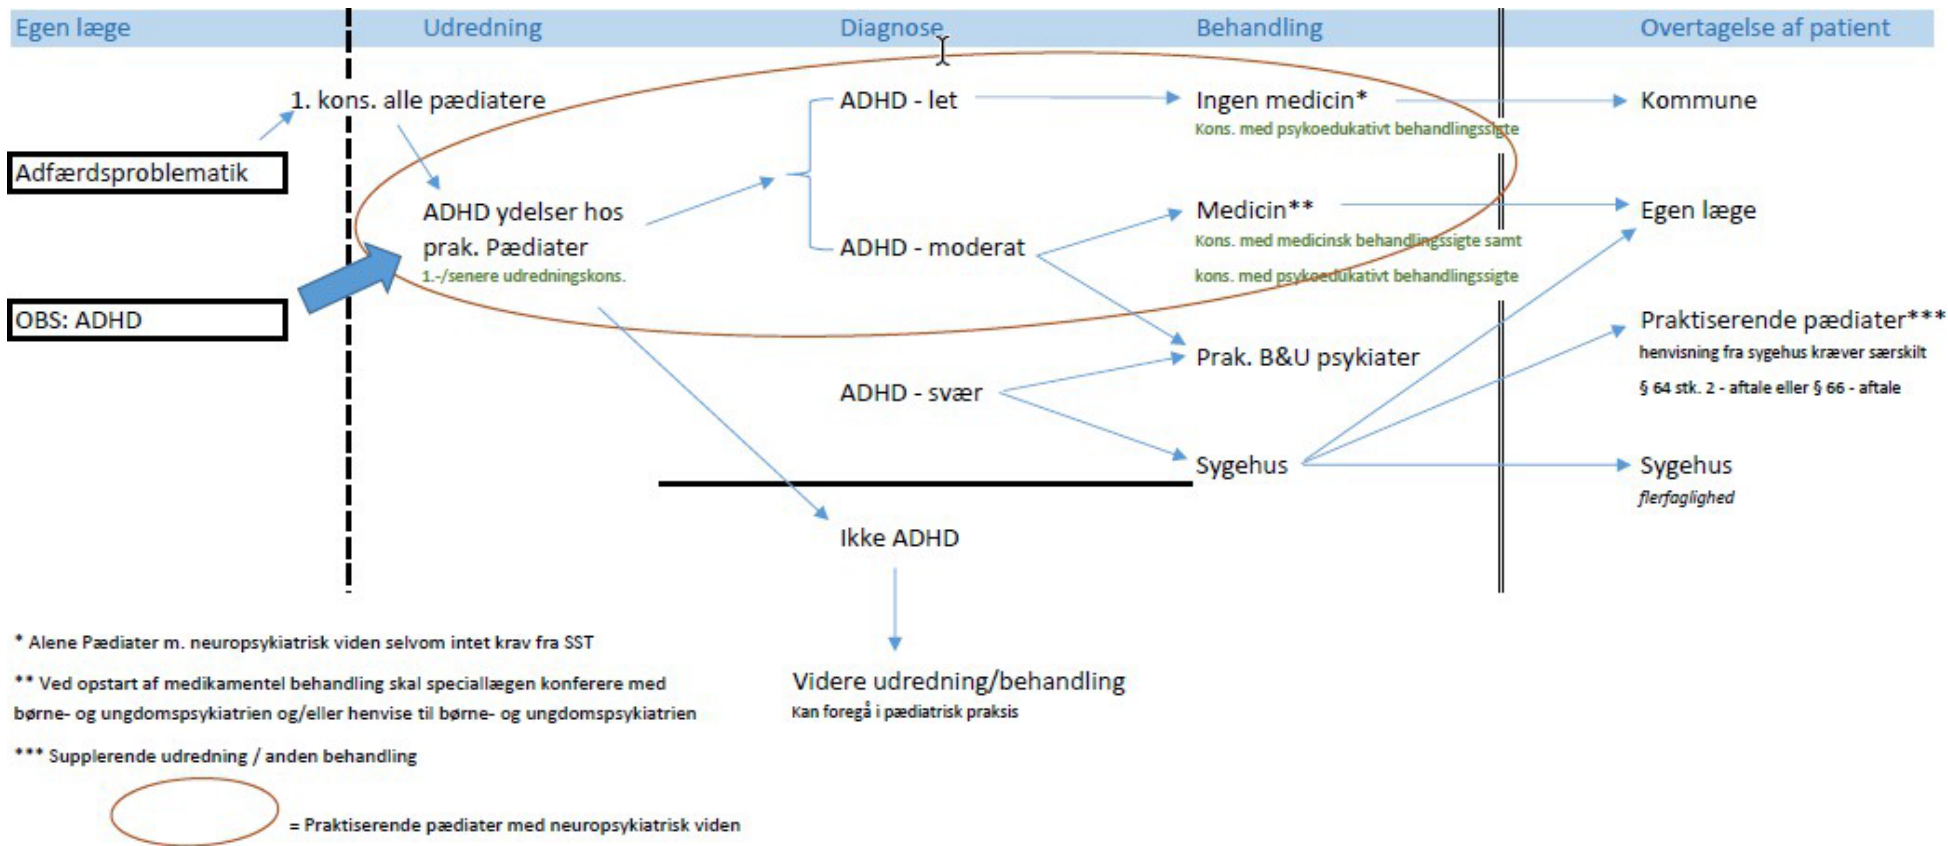 Egen læge
Udredning
Diagnose
Behandling
Overtagelse af patient
1. kons. alle pædiatere
Adfærdsproblematik
OBS: ADHD
ADHD ydelser hos
prak. Pædiater
1.-/senere udredningskons.
ADHD - let
ADHD - moderat
ADHD - svær
Ikke ADHD
Videre udredning/behandling
Kan foregå i pædiatrisk praksis
Ingen medicin*
Kons. med psykoedukativt behandlingssigte
Medicin**
Kons. med medicinsk behandlingssigte samt
kons. med psykoedukativt behandlingssigte
Prak. B&U psykiater
Sygehus
Kommune
Egen læge
Praktiserende pædiater***
henvisning fra sygehus kræver særskilt
§ 64 stk. 2 - aftale eller § 66 - aftale
Sygehus
flerfaglighed
* Alene Pædiater m. neuropsykiatrisk viden selvom intet krav fra SST
** Ved opstart af medikamentel behandling skal speciallægen konferere med
børne- og ungdomspsykiatrien og/eller henvise til børne- og ungdomspsykiatrien
*** Supplerende udredning / anden behandling
= Praktiserende pædiater med neuropsykiatrisk viden